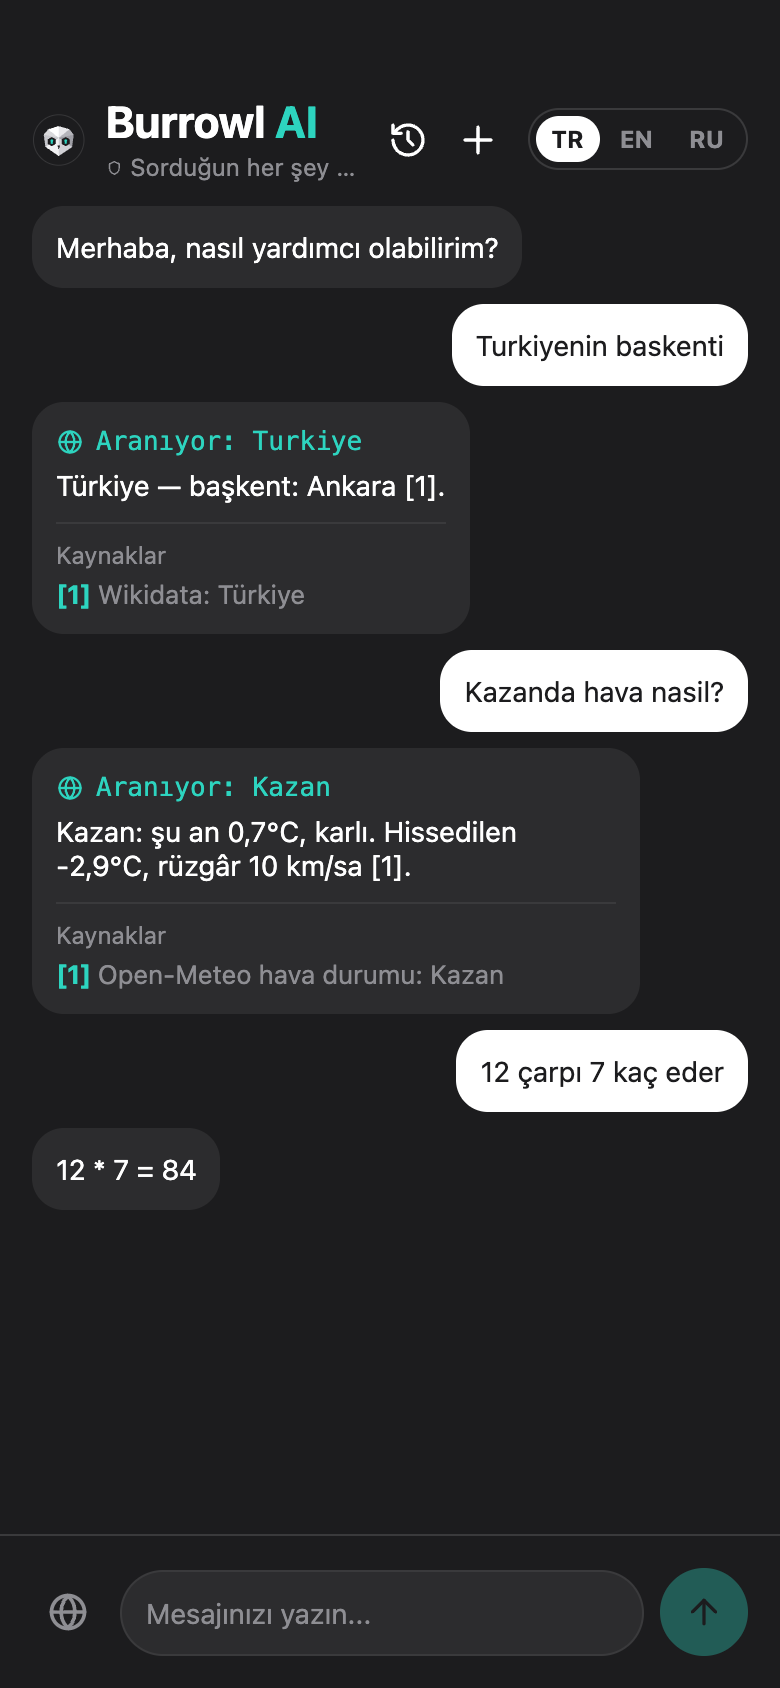 Burrowl AI
Sorduğun her şey ...
TR EN RU
Merhaba, nasıl yardımcı olabilirim?
Turkiyenin baskenti
Aranıyor: Turkiye
Türkiye — başkent: Ankara [1].
Kaynaklar
[1] Wikidata: Türkiye
Kazanda hava nasil?
Aranıyor: Kazan
Kazan: şu an 0,7°C, karlı. Hissedilen
-2,9°C, rüzgâr 10 km/sa [1].
Kaynaklar
[1] Open-Meteo hava durumu: Kazan
12 çarpı 7 kaç eder
12 * 7 = 84
Mesajınızı yazın...